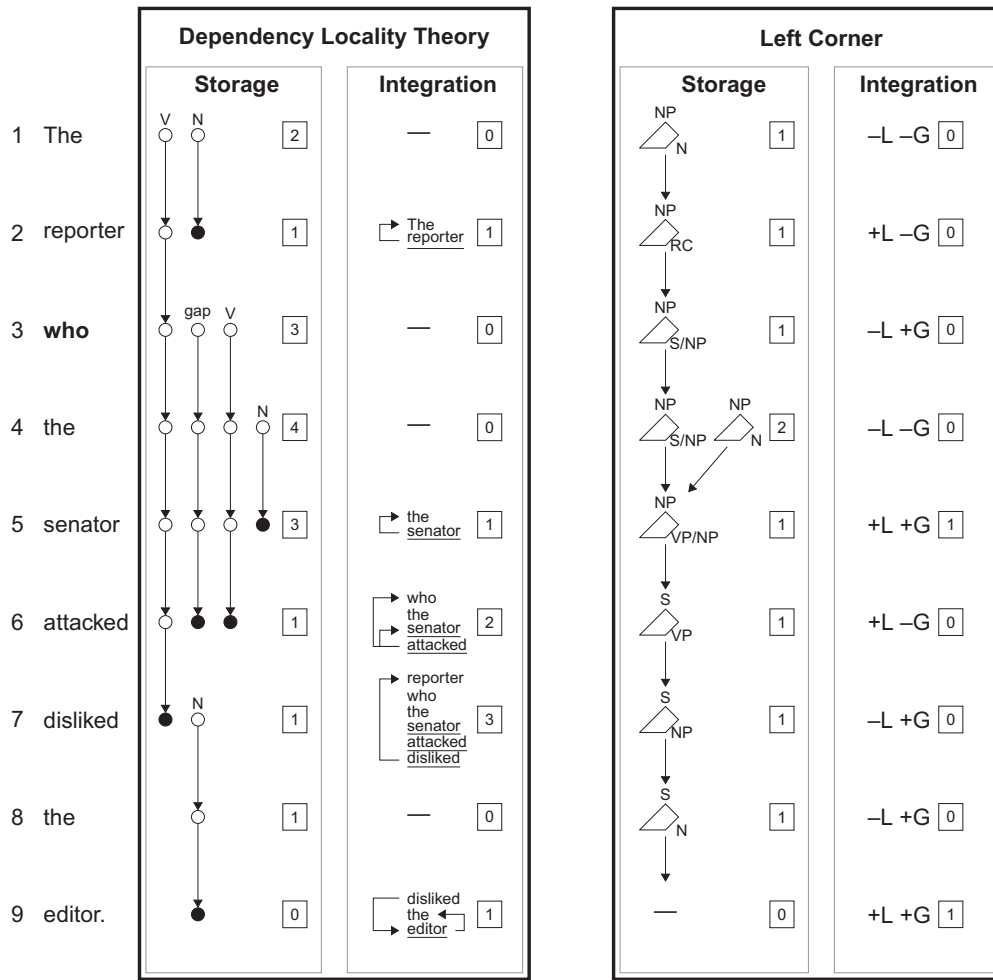 Dependency Locality Theory
Left Corner
Storage Integration Storage Integration
1 The V N 2 — 0 NP N 1 –L –G 0
2 reporter 1 The reporter 1 NP RC 1 +L –G 0
3 who gap V 3 — 0 NP S/NP 1 –L +G 0
4 the N 4 — 0 NP S/NP NP N 2 –L –G 0
5 senator 3 the senator 1 NP VP/NP 1 +L +G 1
6 attacked 1 who the senator attacked 2 S VP 1 +L –G 0
7 disliked N 1 reporter who the senator attacked disliked 3 S NP 1 –L +G 0
8 the 1 — 0 S N 1 –L +G 0
9 editor. 0 disliked the editor 1 — 0 +L +G 1